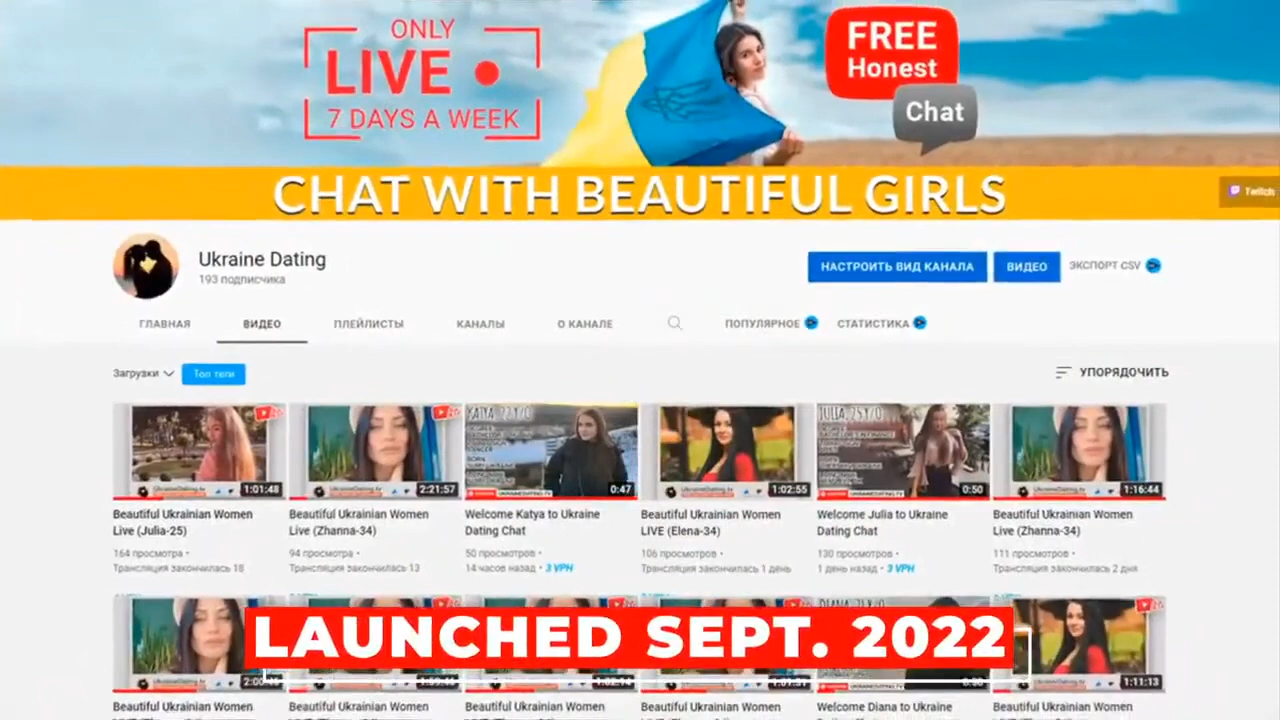 ONLY
LIVE
7 DAYS A WEEK
FREE
Honest
Chat
CHAT WITH BEAUTIFUL GIRLS
Twitch
Ukraine Dating
193 подписчика
НАСТРОИТЬ ВИД КАНАЛА
ВИДЕО
ЭКСПОРТ CSV
ГЛАВНАЯ
ВИДЕО
ПЛЕЙЛИСТЫ
КАНАЛЫ
О КАНАЛЕ
ПОПУЛЯРНОЕ
СТАТИСТИКА
Загрузки
Топ теги
УПОРЯДОЧИТЬ
1:01:48
2:21:57
0:47
1:02:55
JULIA, 25Y/O
0:50
1:16:44
Beautiful Ukrainian Women
Live (Julia-25)
164 просмотра •
Трансляция закончилась 18
Beautiful Ukrainian Women
Live (Zhanna-34)
94 просмотра •
Трансляция закончилась 13
Welcome Katya to Ukraine
Dating Chat
50 просмотров •
14 часов назад • 3 VPH
Beautiful Ukrainian Women
LIVE (Elena-34)
106 просмотров •
Трансляция закончилась 1 день
Welcome Julia to Ukraine
Dating Chat
130 просмотров •
1 день назад • 3 VPH
Beautiful Ukrainian Women
Live (Zhanna-34)
111 просмотров •
Трансляция закончилась 2 дня
1:11:13
LAUNCHED SEPT. 2022
Beautiful Ukrainian Women
Beautiful Ukrainian Women
Beautiful Ukrainian Women
Beautiful Ukrainian Women
Welcome Diana to Ukraine
Beautiful Ukrainian Women